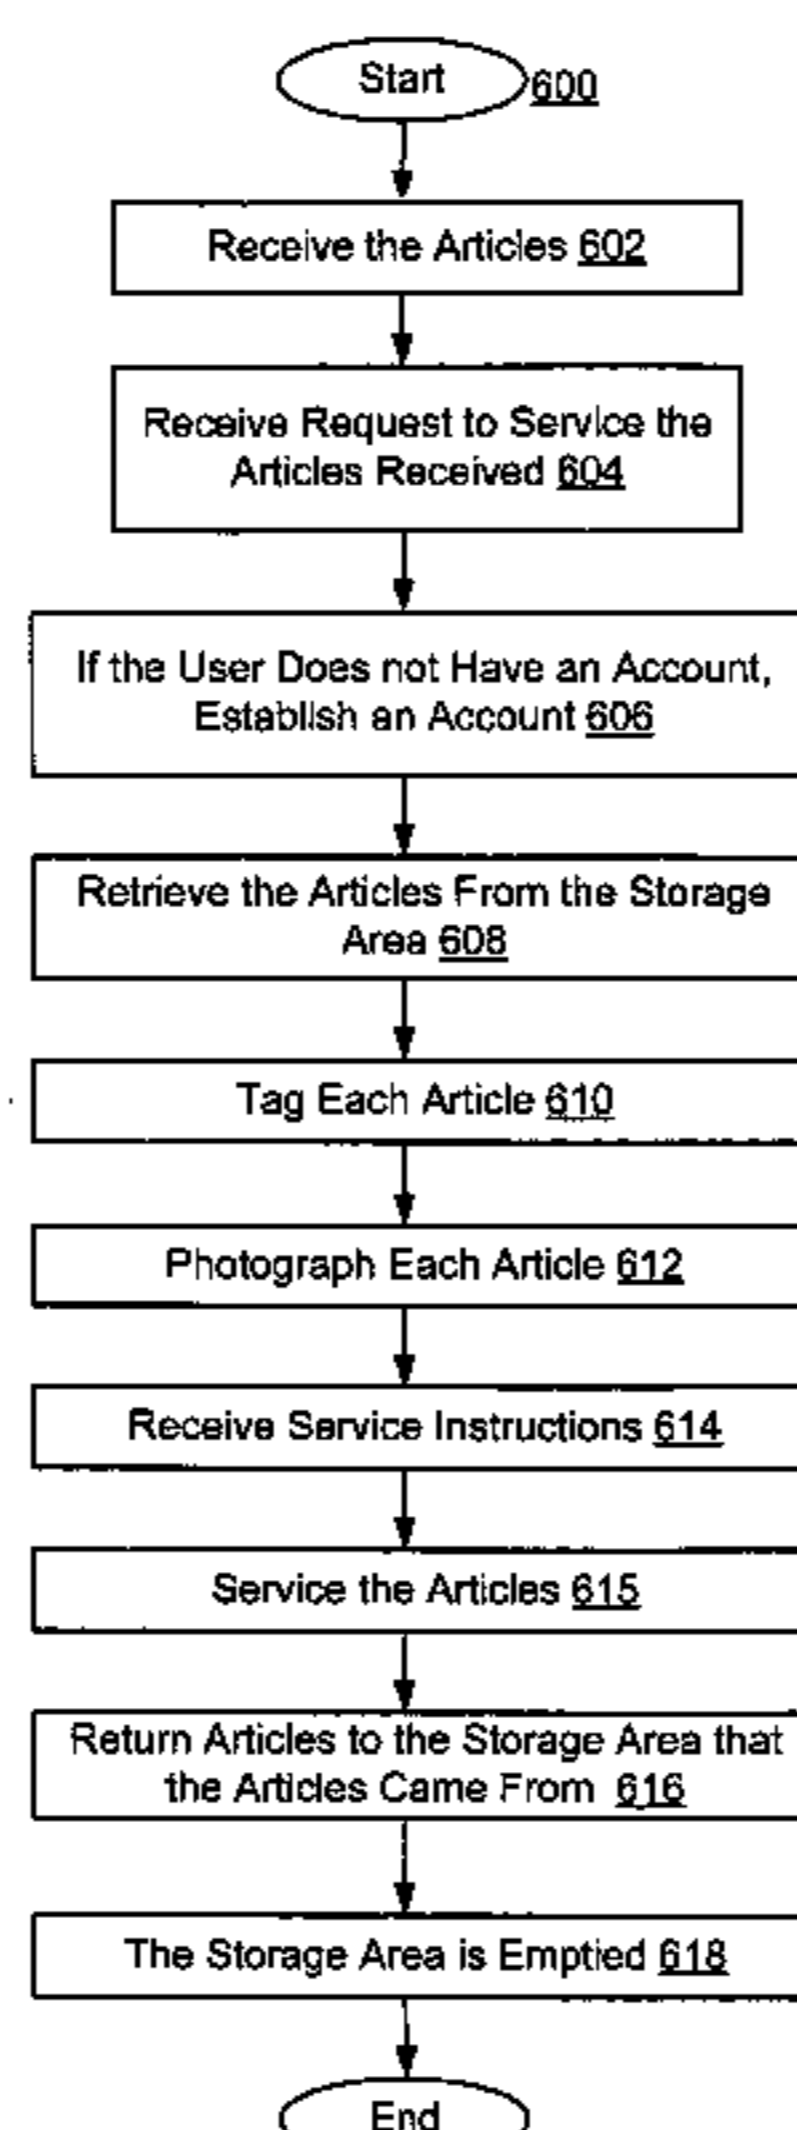 Start 600
Receive the Articles 602
Receive Request to Service the
Articles Received 604
If the User Does not Have an Account,
Establish an Account 606
Retrieve the Articles From the Storage
Area 608
Tag Each Article 610
Photograph Each Article 612
Receive Service Instructions 614
Service the Articles 615
Return Articles to the Storage Area that
the Articles Came From 616
The Storage Area is Emptied 618
End